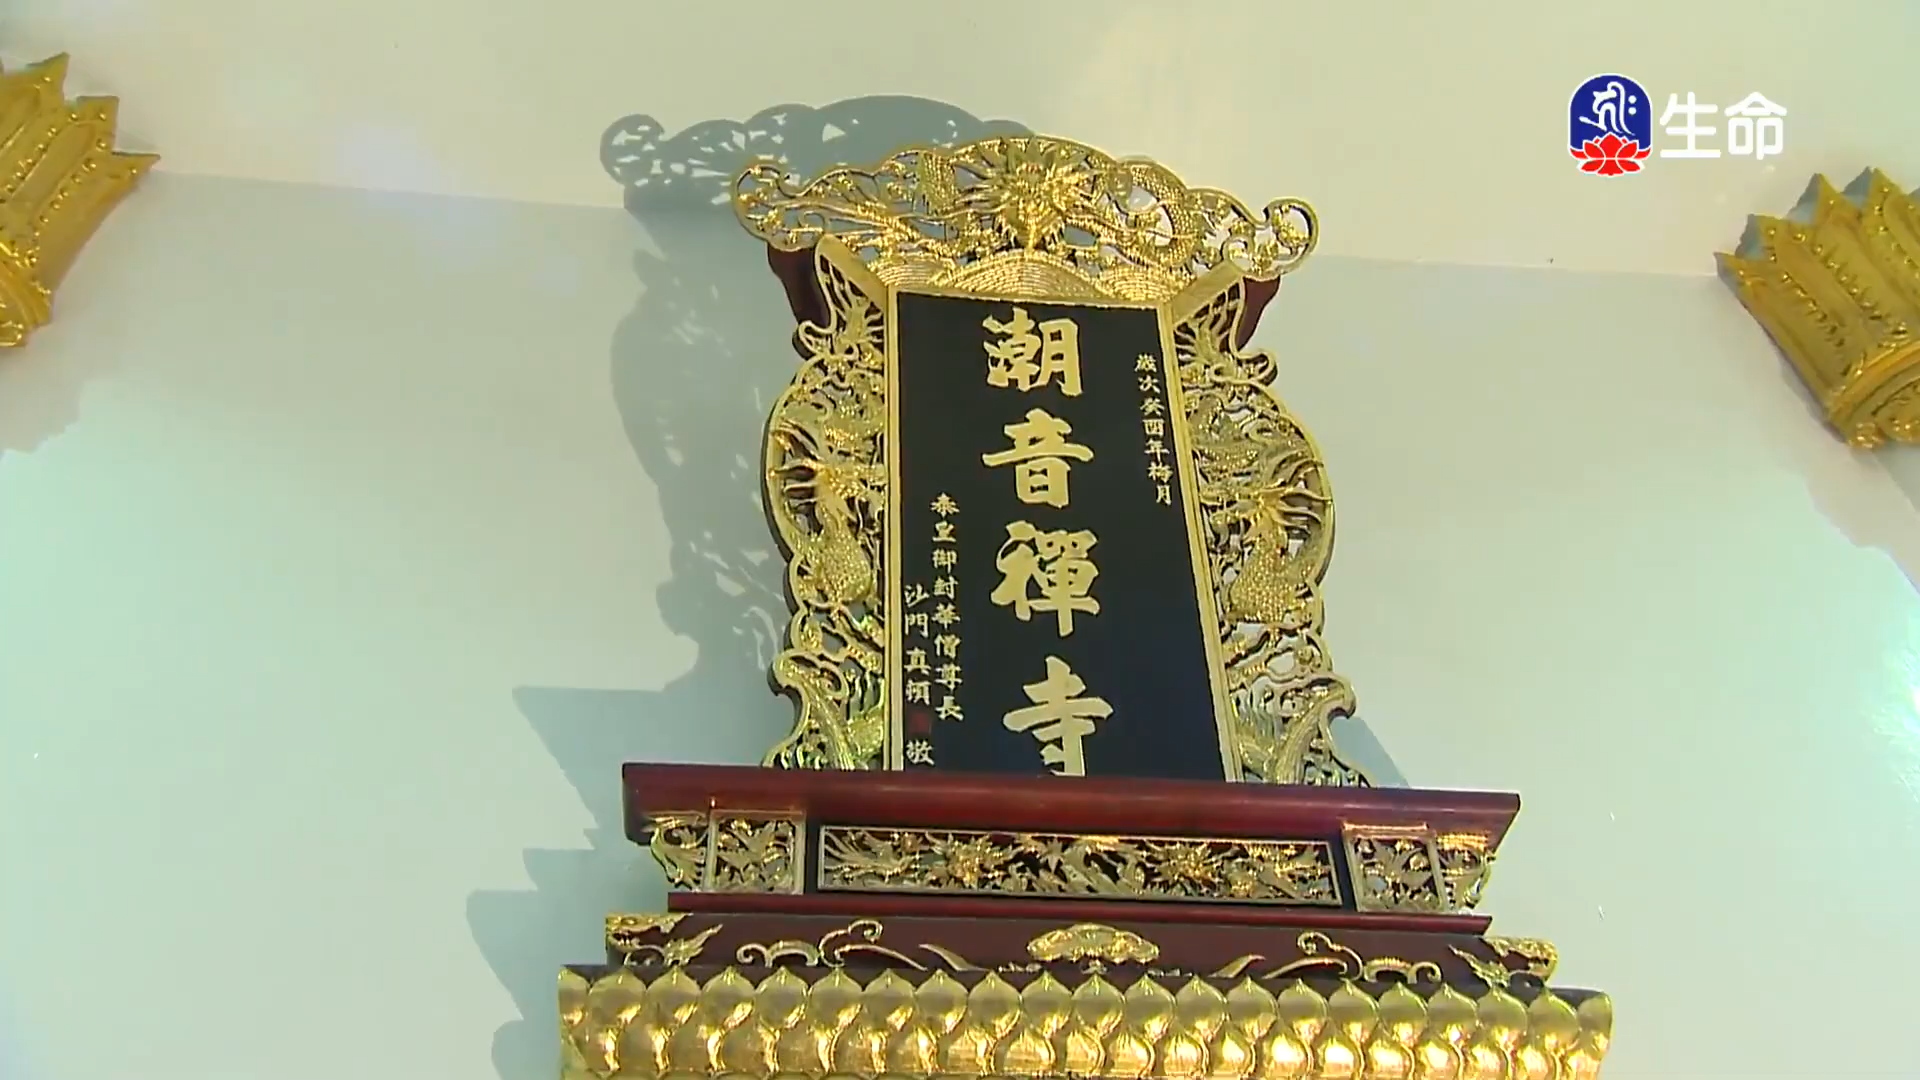 生命
歲次癸酉年梅月
潮音禪寺
泰皇御封華僧尊長
沙門真頓 敬